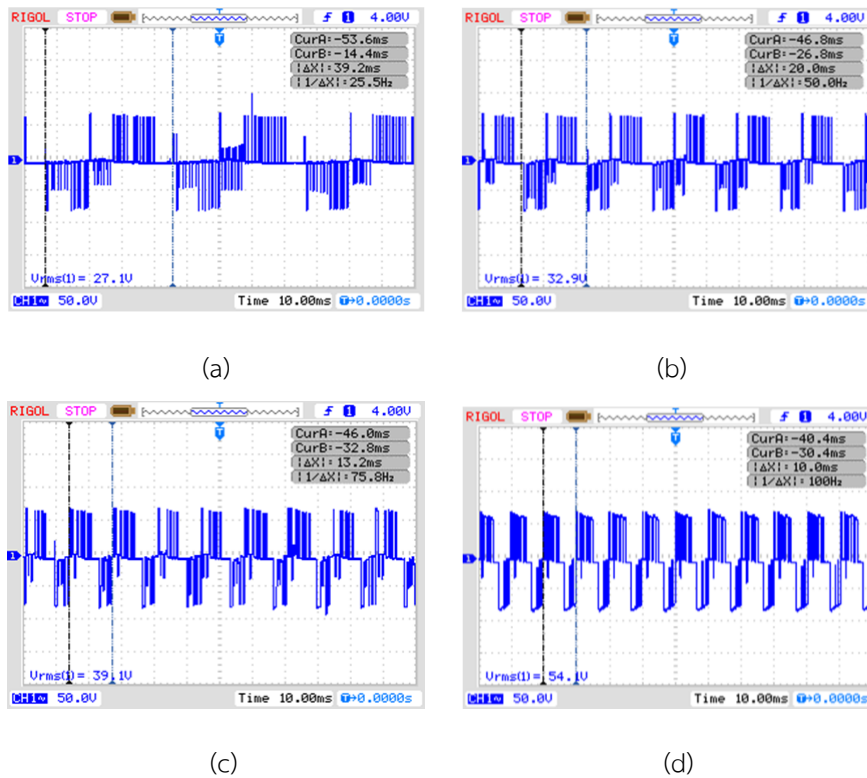 RIGOL STOP T 1 4.00V
T
CurA=-53.6ms
CurB=-14.4ms
|ΔX|=39.2ms
|1/ΔX|=25.5Hz
1
Vrms(1)= 27.1V
CH1 50.0V Time 10.00ms T→0.0000s
(a)
RIGOL STOP T 1 4.00V
T
CurA=-46.8ms
CurB=-26.8ms
|ΔX|=20.0ms
|1/ΔX|=50.0Hz
1
Vrms(1)= 32.9V
CH1 50.0V Time 10.00ms T→0.0000s
(b)
RIGOL STOP T 1 4.00V
T
CurA=-46.0ms
CurB=-32.8ms
|ΔX|=13.2ms
|1/ΔX|=75.8Hz
1
Vrms(1)= 39.1V
CH1 50.0V Time 10.00ms T→0.0000s
(c)
RIGOL STOP T 1 4.00V
T
CurA=-40.4ms
CurB=-30.4ms
|ΔX|=10.0ms
|1/ΔX|=100Hz
1
Vrms(1)= 54.1V
CH1 50.0V Time 10.00ms T→0.0000s
(d)